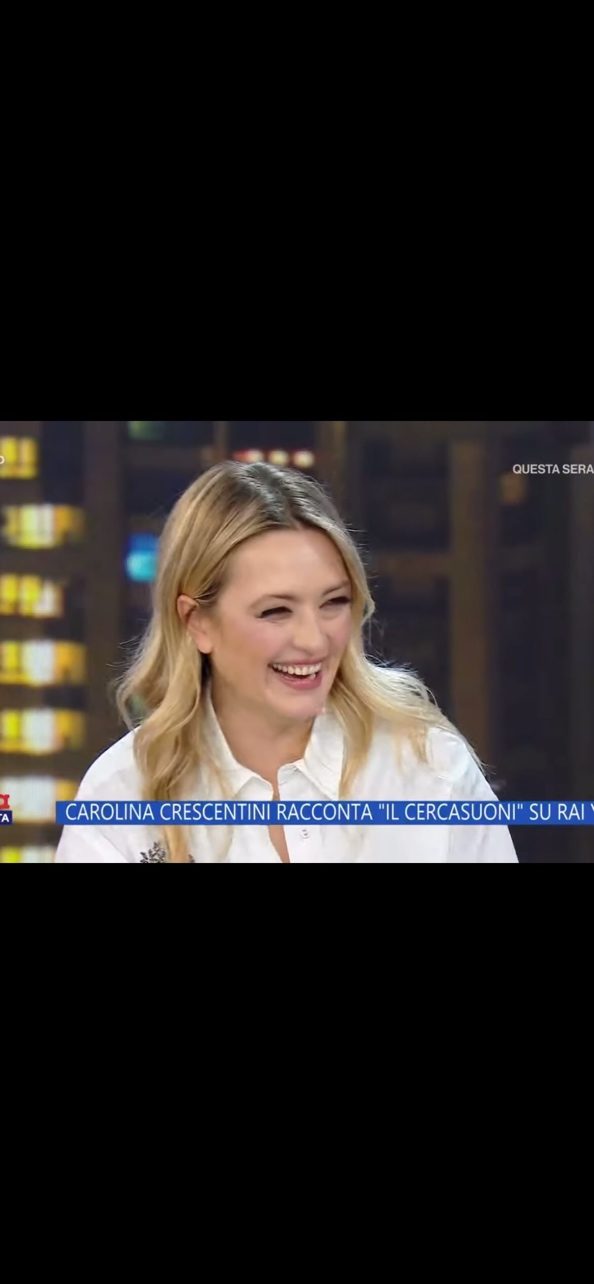 QUESTA SERA
CAROLINA CRESCENTINI RACCONTA "IL CERCASUONI" SU RAI